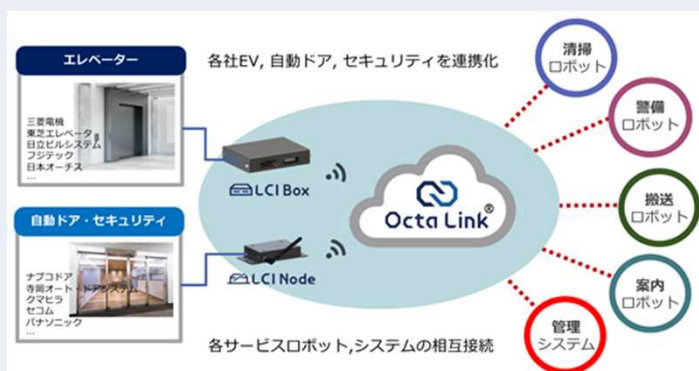 エレベーター
三菱電機
東芝エレベータ
日立ビルシステム
フジテック
日本オーチス
...
自動ドア・セキュリティ
ナブコドア
寺岡オート・ドアシステム
クマヒラ
セコム
パナソニック
...
各社EV, 自動ドア, セキュリティを連携化
LCI Box
LCI Node
Octa Link®
各サービスロボット,システムの相互接続
清掃
ロボット
警備
ロボット
搬送
ロボット
案内
ロボット
管理
システム